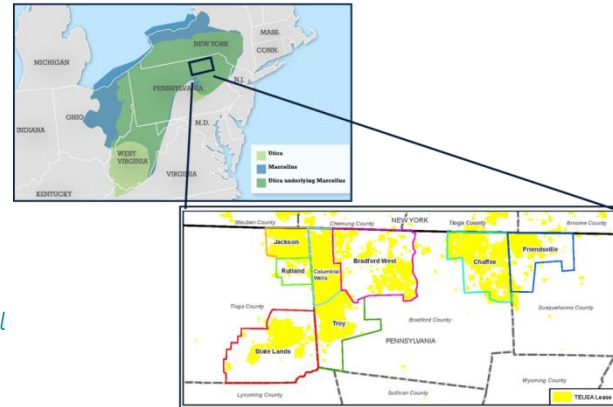 MASS.
NEW YORK
CONN.
MICHIGAN
N.J.
PENNSYLVANIA
OHIO
M.D.
INDIANA
WEST
VIRGINIA
VIRGINIA
KENTUCKY
Utica
Marcellus
Utica underlying Marcellus
Steuben County
Chemung County
NEW YORK
Tioga County
Broome County
Jackson
Friendsville
Bradford West
Chaffee
Rutland
Columbia
Wells
Susquehanna County
Tioga County
Troy
Bradford County
PENNSYLVANIA
State Lands
Wyoming County
Lycoming County
Sullivan County